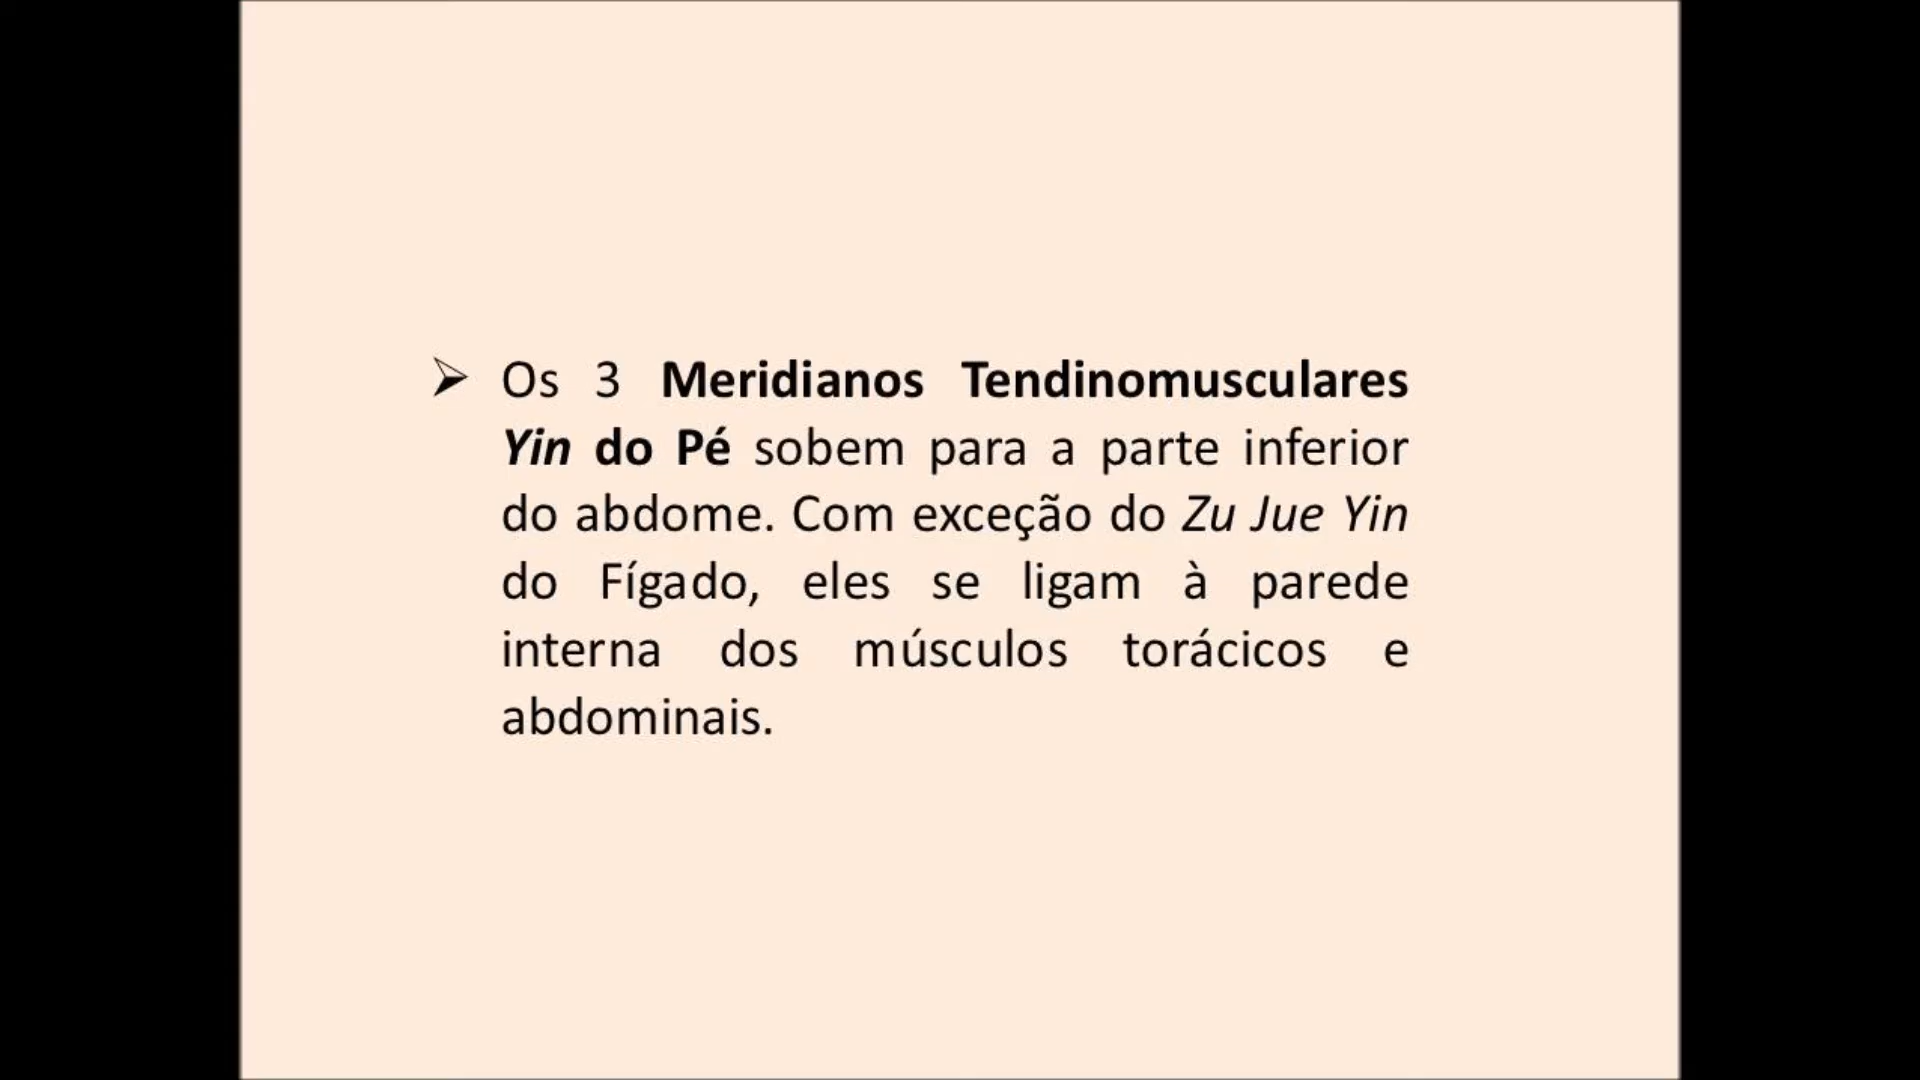 ➢ Os 3 Meridianos Tendinomusculares
Yin do Pé sobem para a parte inferior
do abdome. Com exceção do Zu Jue Yin
do Fígado, eles se ligam à parede
interna dos músculos torácicos e
abdominais.